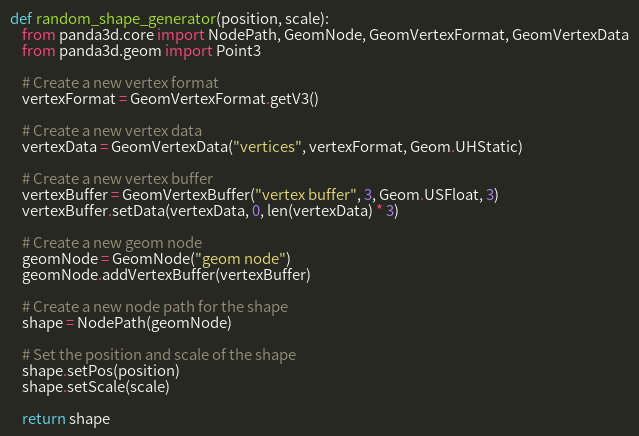 def random_shape_generator(position, scale):
from panda3d.core import NodePath, GeomNode, GeomVertexFormat, GeomVertexData
from panda3d.geom import Point3
# Create a new vertex format
vertexFormat = GeomVertexFormat.getV3()
# Create a new vertex data
vertexData = GeomVertexData("vertices", vertexFormat, Geom.UHStatic)
# Create a new vertex buffer
vertexBuffer = GeomVertexBuffer("vertex buffer", 3, Geom.USFloat, 3)
vertexBuffer.setData(vertexData, 0, len(vertexData) * 3)
# Create a new geom node
geomNode = GeomNode("geom node")
geomNode.addVertexBuffer(vertexBuffer)
# Create a new node path for the shape
shape = NodePath(geomNode)
# Set the position and scale of the shape
shape.setPos(position)
shape.setScale(scale)
return shape